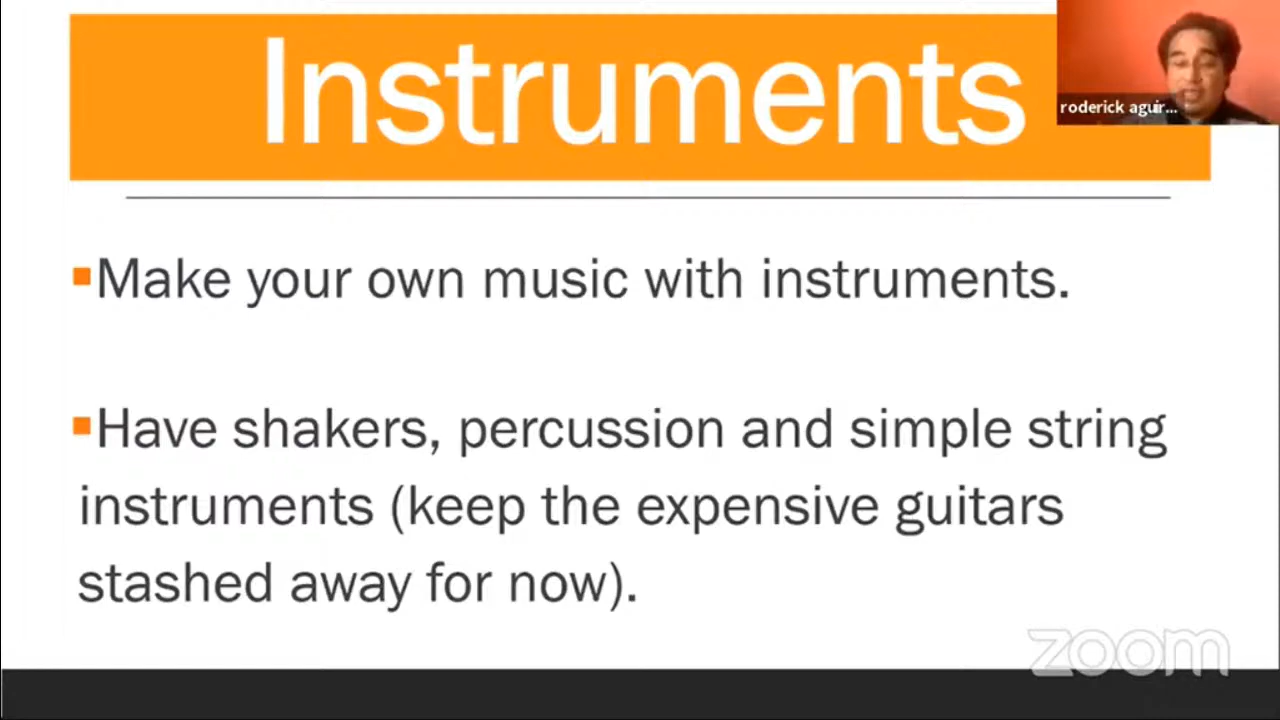 Instruments
roderick aguir...
▪Make your own music with instruments.
▪Have shakers, percussion and simple string
instruments (keep the expensive guitars
stashed away for now).
zoom